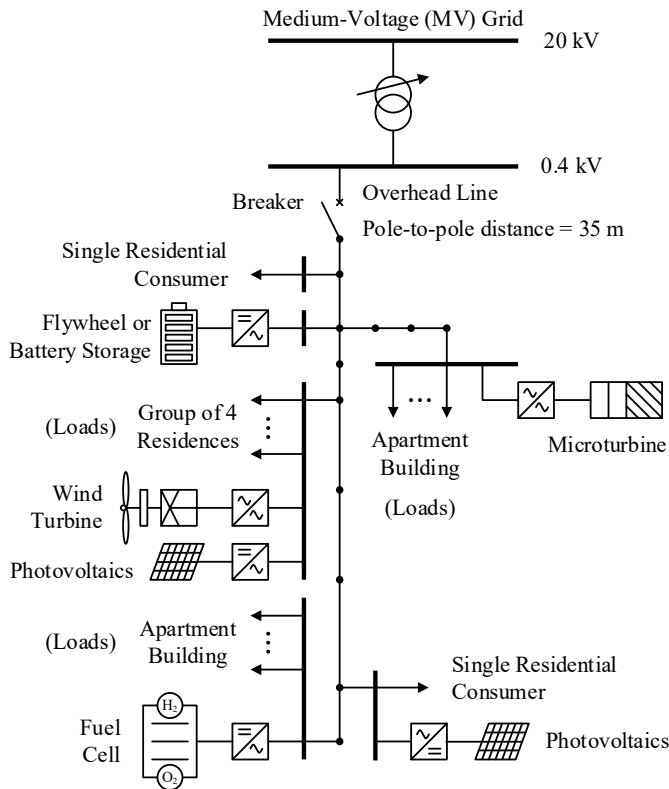 Medium-Voltage (MV) Grid
20 kV
0.4 kV
Overhead Line
Breaker
Pole-to-pole distance = 35 m
Single Residential
Consumer
Flywheel or
Battery Storage
Group of 4
Residences
(Loads)
Apartment
Building
(Loads)
Microturbine
Wind
Turbine
Photovoltaics
(Loads)
Apartment
Building
Single Residential
Consumer
H₂
Fuel
Cell
O₂
Photovoltaics